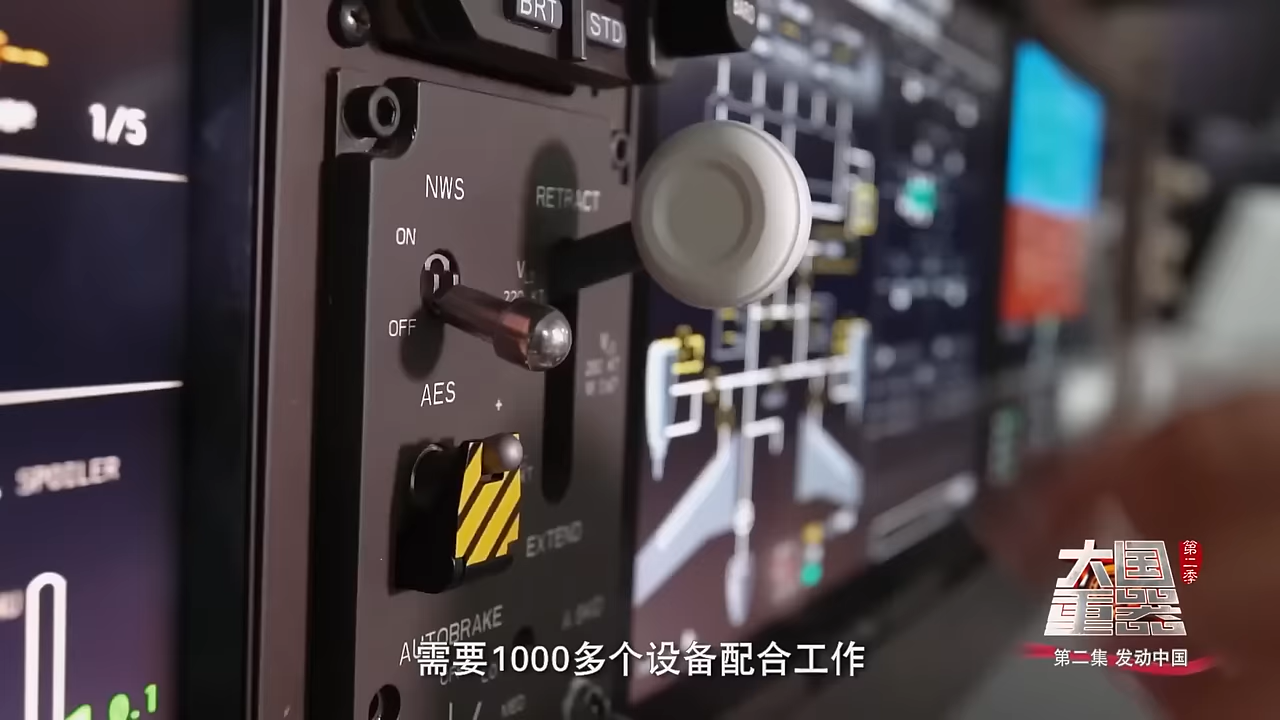 BRT
STD
BARO
1/5
NWS
RETRACT
ON
OFF
AES
+
SPOILER
EXTEND
AUTOBRAKE
MED
需要1000多个设备配合工作
大国重器
第二季
第二集 发动中国